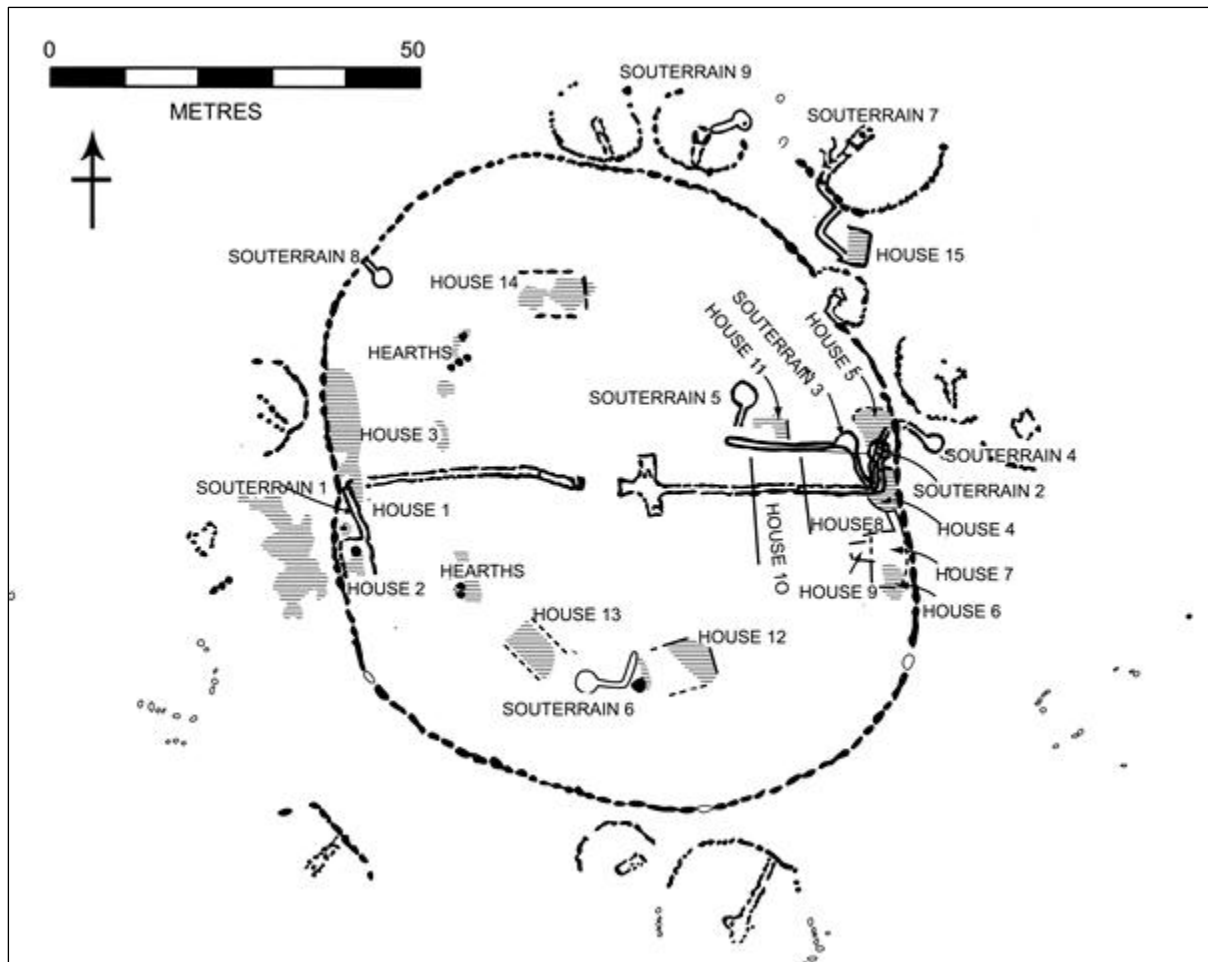 0 50
METRES
SOUTERRAIN 9
SOUTERRAIN 7
SOUTERRAIN 8
HOUSE 15
HOUSE 14
HEARTHS
HOUSE 11
SOUTERRAIN 3
HOUSE 5
SOUTERRAIN 5
HOUSE 3
SOUTERRAIN 4
SOUTERRAIN 1
SOUTERRAIN 2
HOUSE 1
HOUSE 10
HOUSE8
HOUSE 4
HEARTHS
HOUSE 7
HOUSE 2
HOUSE 9
HOUSE 6
HOUSE 13
HOUSE 12
SOUTERRAIN 6